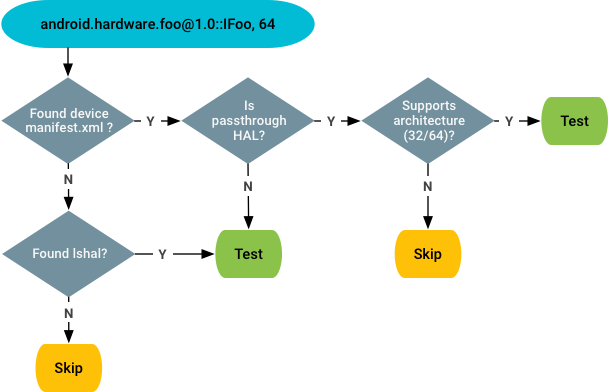 android.hardware.foo@1.0::IFoo, 64
Found device
manifest.xml ?
Y
Is
passthrough
HAL?
Y
Supports
architecture
(32/64)?
Y
Test
N
N
N
Found lshal?
Y
Test
Skip
N
Skip